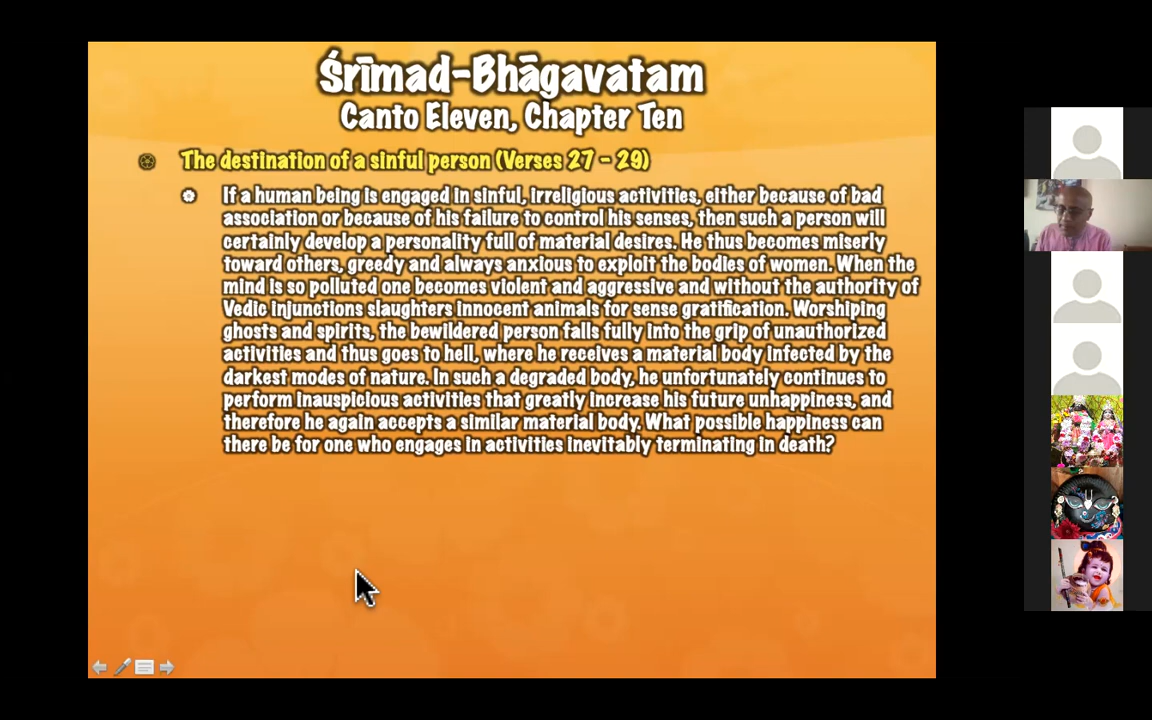 Śrīmad-Bhāgavatam
Canto Eleven, Chapter Ten
The destination of a sinful person (Verses 27 - 29)
If a human being is engaged in sinful, irreligious activities, either because of bad
association or because of his failure to control his senses, then such a person will
certainly develop a personality full of material desires. He thus becomes miserly
toward others, greedy and always anxious to exploit the bodies of women. When the
mind is so polluted one becomes violent and aggressive and without the authority of
Vedic injunctions slaughters innocent animals for sense gratification. Worshiping
ghosts and spirits, the bewildered person falls fully into the grip of unauthorized
activities and thus goes to hell, where he receives a material body infected by the
darkest modes of nature. In such a degraded body, he unfortunately continues to
perform inauspicious activities that greatly increase his future unhappiness, and
therefore he again accepts a similar material body. What possible happiness can
there be for one who engages in activities inevitably terminating in death?